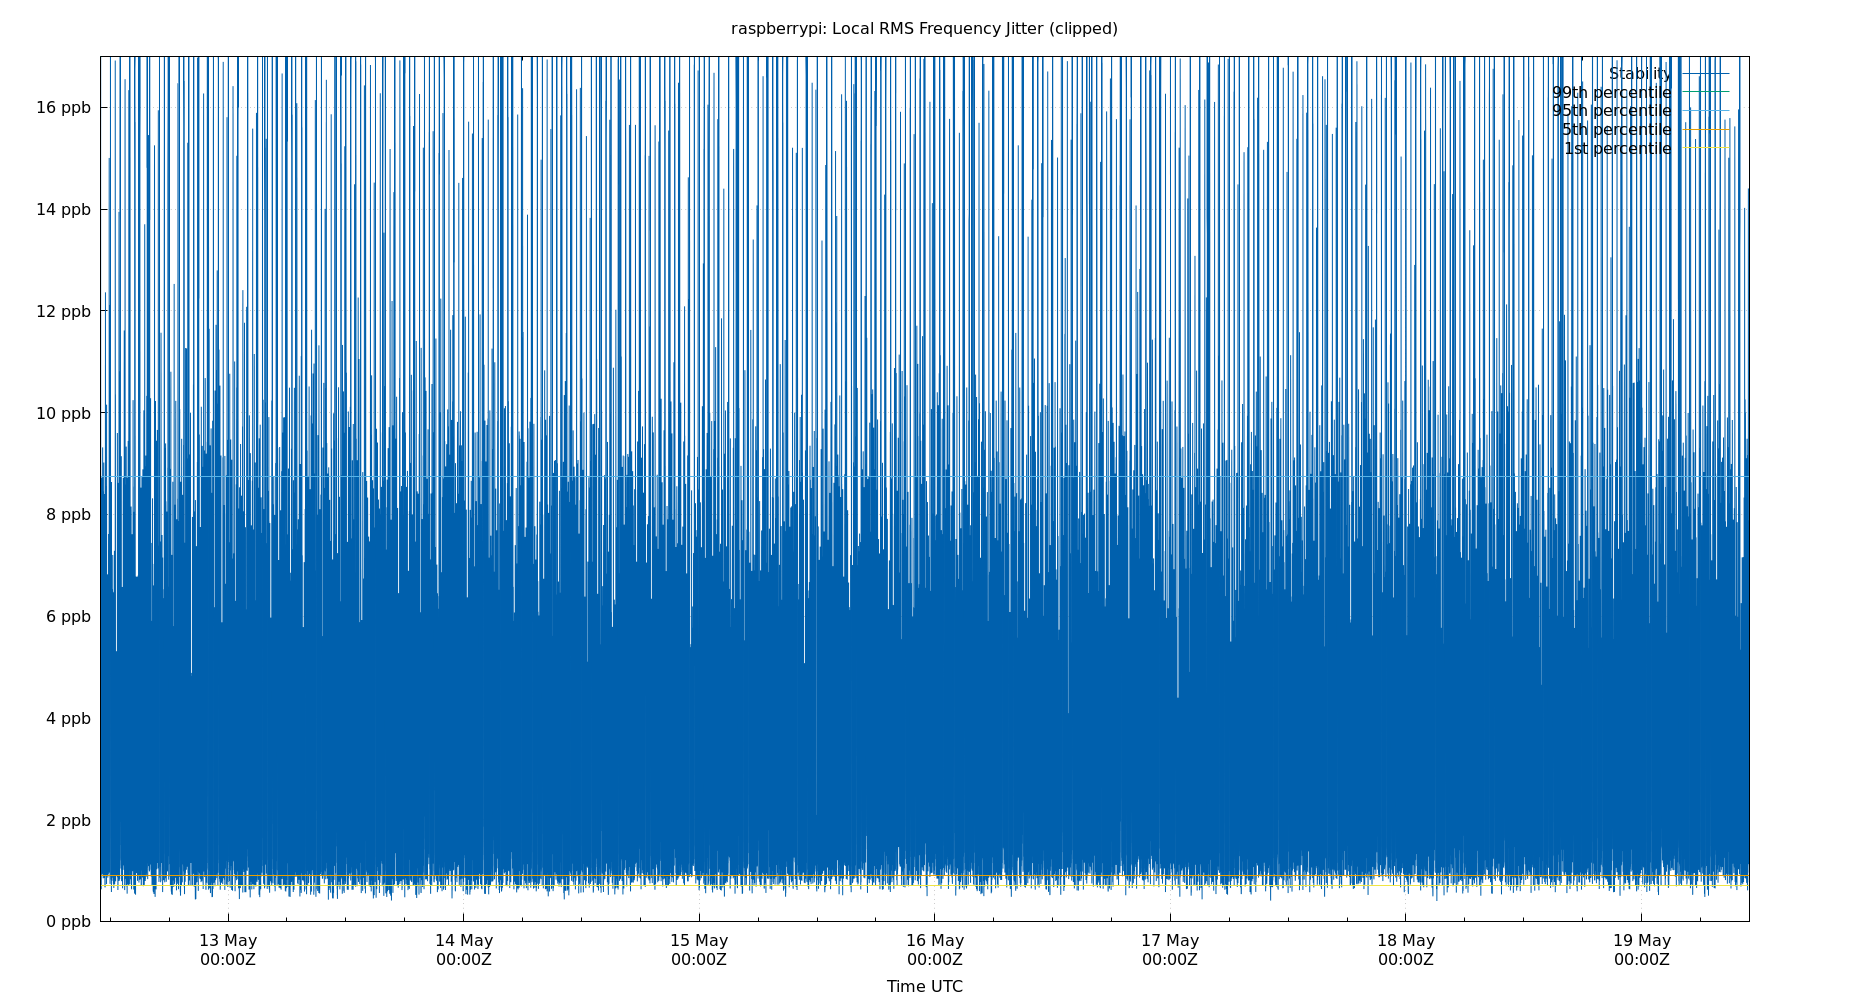 raspberrypi: Local RMS Frequency Jitter (clipped)
Stability
99th percentile
95th percentile
5th percentile
1st percentile
16 ppb
14 ppb
12 ppb
10 ppb
8 ppb
6 ppb
4 ppb
2 ppb
0 ppb
13 May 14 May 15 May 16 May 17 May 18 May 19 May
00:00Z 00:00Z 00:00Z 00:00Z 00:00Z 00:00Z 00:00Z
Time UTC